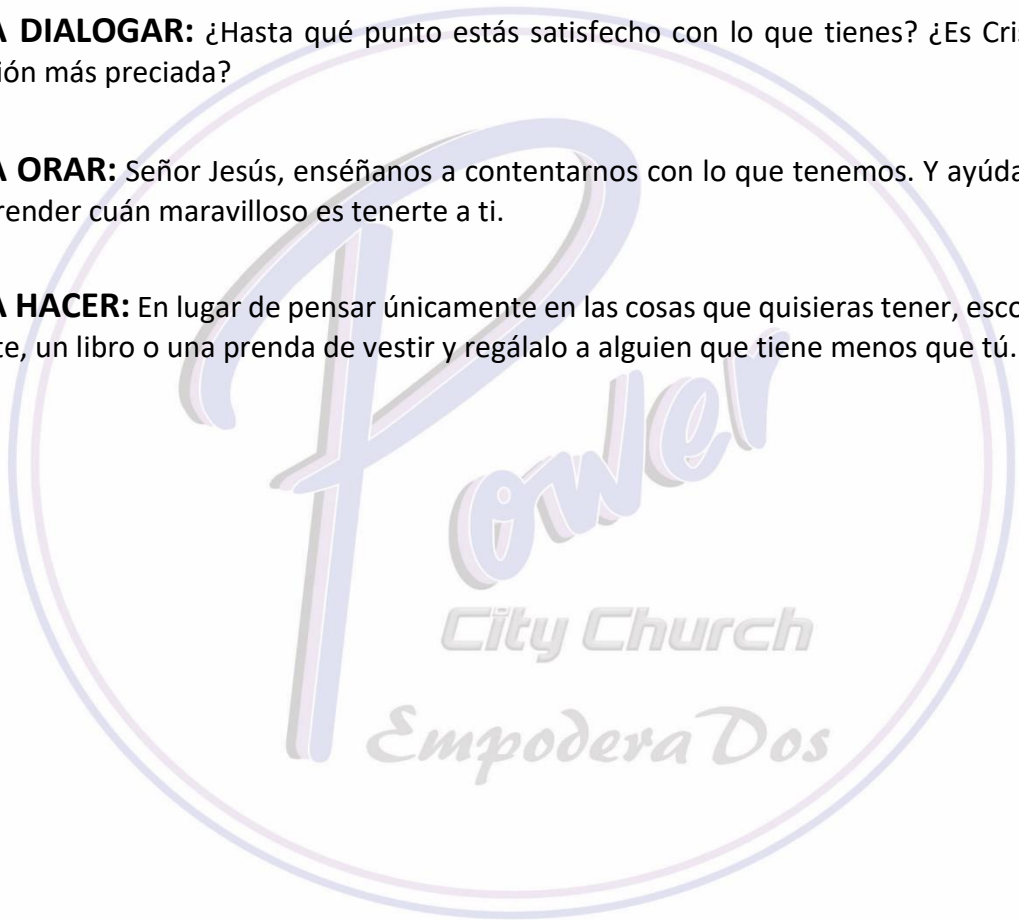 A DIALOGAR: ¿Hasta qué punto estás satisfecho con lo que tienes? ¿Es Cris
ión más preciada?
A ORAR: Señor Jesús, enséñanos a contentarnos con lo que tenemos. Y ayúda
render cuán maravilloso es tenerte a ti.
A HACER: En lugar de pensar únicamente en las cosas que quisieras tener, esco
te, un libro o una prenda de vestir y regálalo a alguien que tiene menos que tú.
Power
City Church
EmpoderaDos